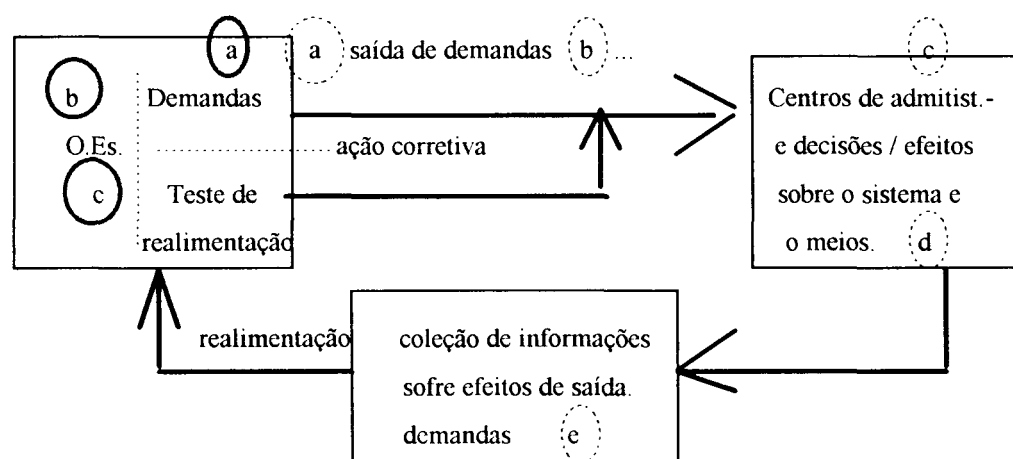 a
a saída de demandas b ...
c
b
Demandas
O.Es.
ação corretiva
c
Teste de
realimentação
Centros de admitist.-
e decisões / efeitos
sobre o sistema e
o meios. d
realimentação
coleção de informações
sofre efeitos de saída.
demandas e